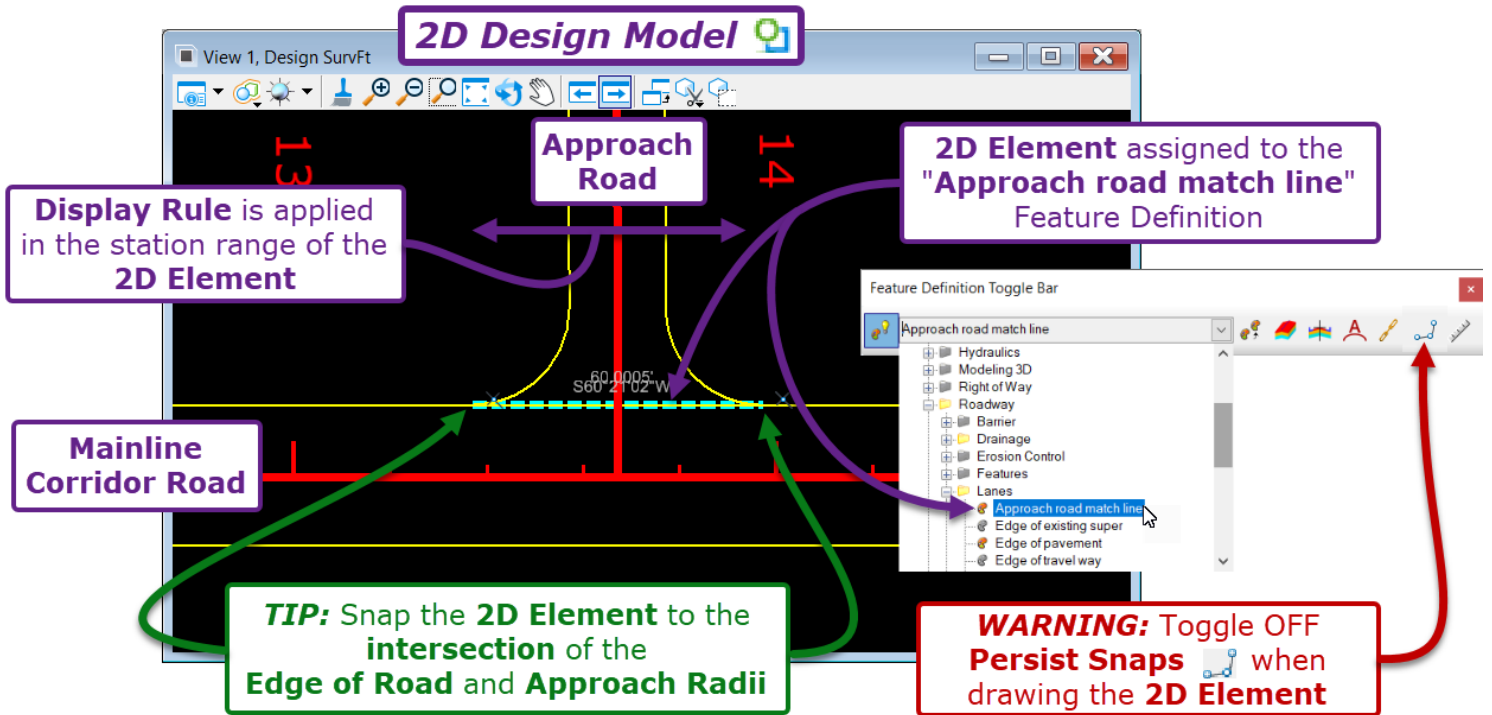 2D Design Model
View 1, Design SurvFt
13
14
Approach
Road
2D Element assigned to the
"Approach road match line"
Feature Definition
Display Rule is applied
in the station range of the
2D Element
Feature Definition Toggle Bar
Approach road match line
Hydraulics
Modeling 3D
Right of Way
Roadway
Barrier
Drainage
Erosion Control
Features
Lanes
Approach road match line
Edge of existing super
Edge of pavement
Edge of travel way
60.0005'
S60°21'02"W
Mainline
Corridor Road
TIP: Snap the 2D Element to the
intersection of the
Edge of Road and Approach Radii
WARNING: Toggle OFF
Persist Snaps when
drawing the 2D Element